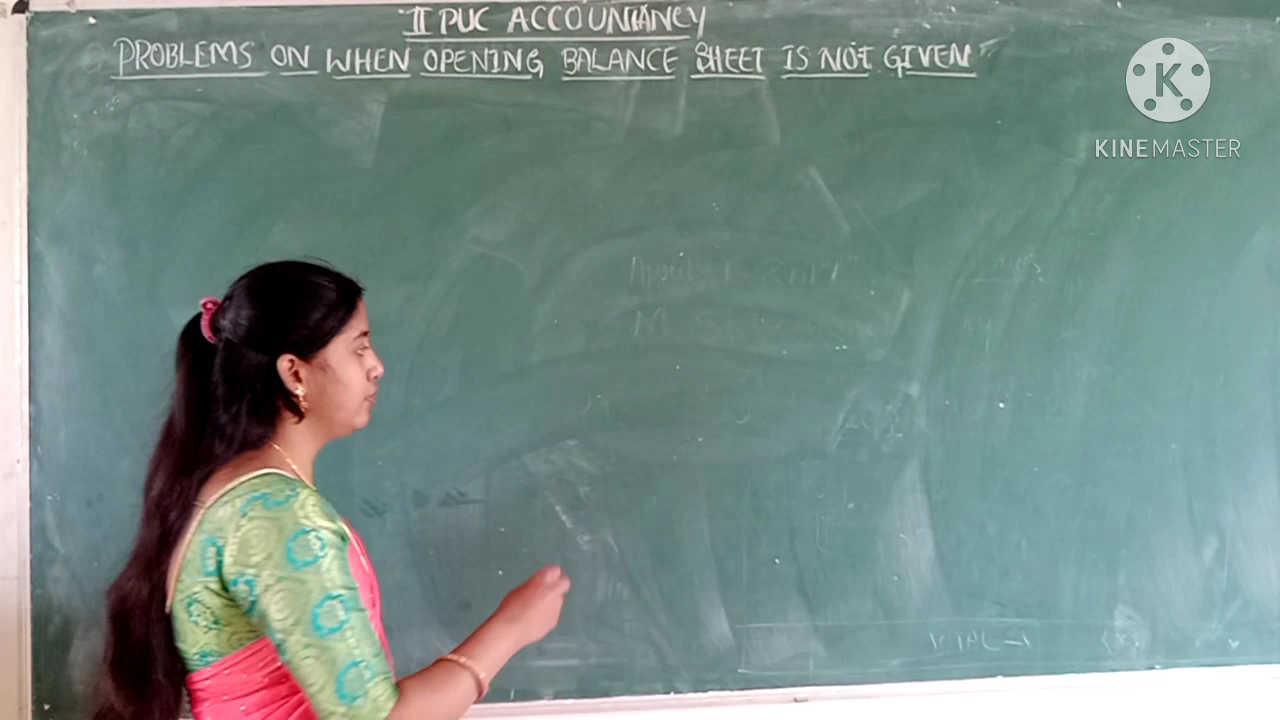 II PUC ACCOUNTANCY
PROBLEMS ON WHEN OPENING BALANCE SHEET IS NOT GIVEN"
K
KINEMASTER